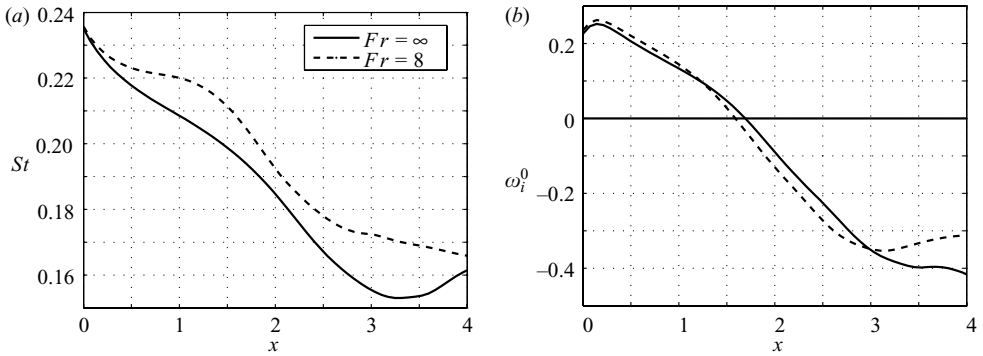 (a)
0.24
0.22
0.20
0.18
0.16
St
Fr = ∞
Fr = 8
0 1 2 3 4
x
(b)
0.2
0
−0.2
−0.4
ω_i^0
0 1 2 3 4
x